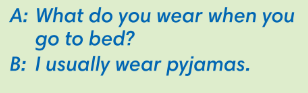 A: What do you wear when you
go to bed?
B: I usually wear pyjamas.